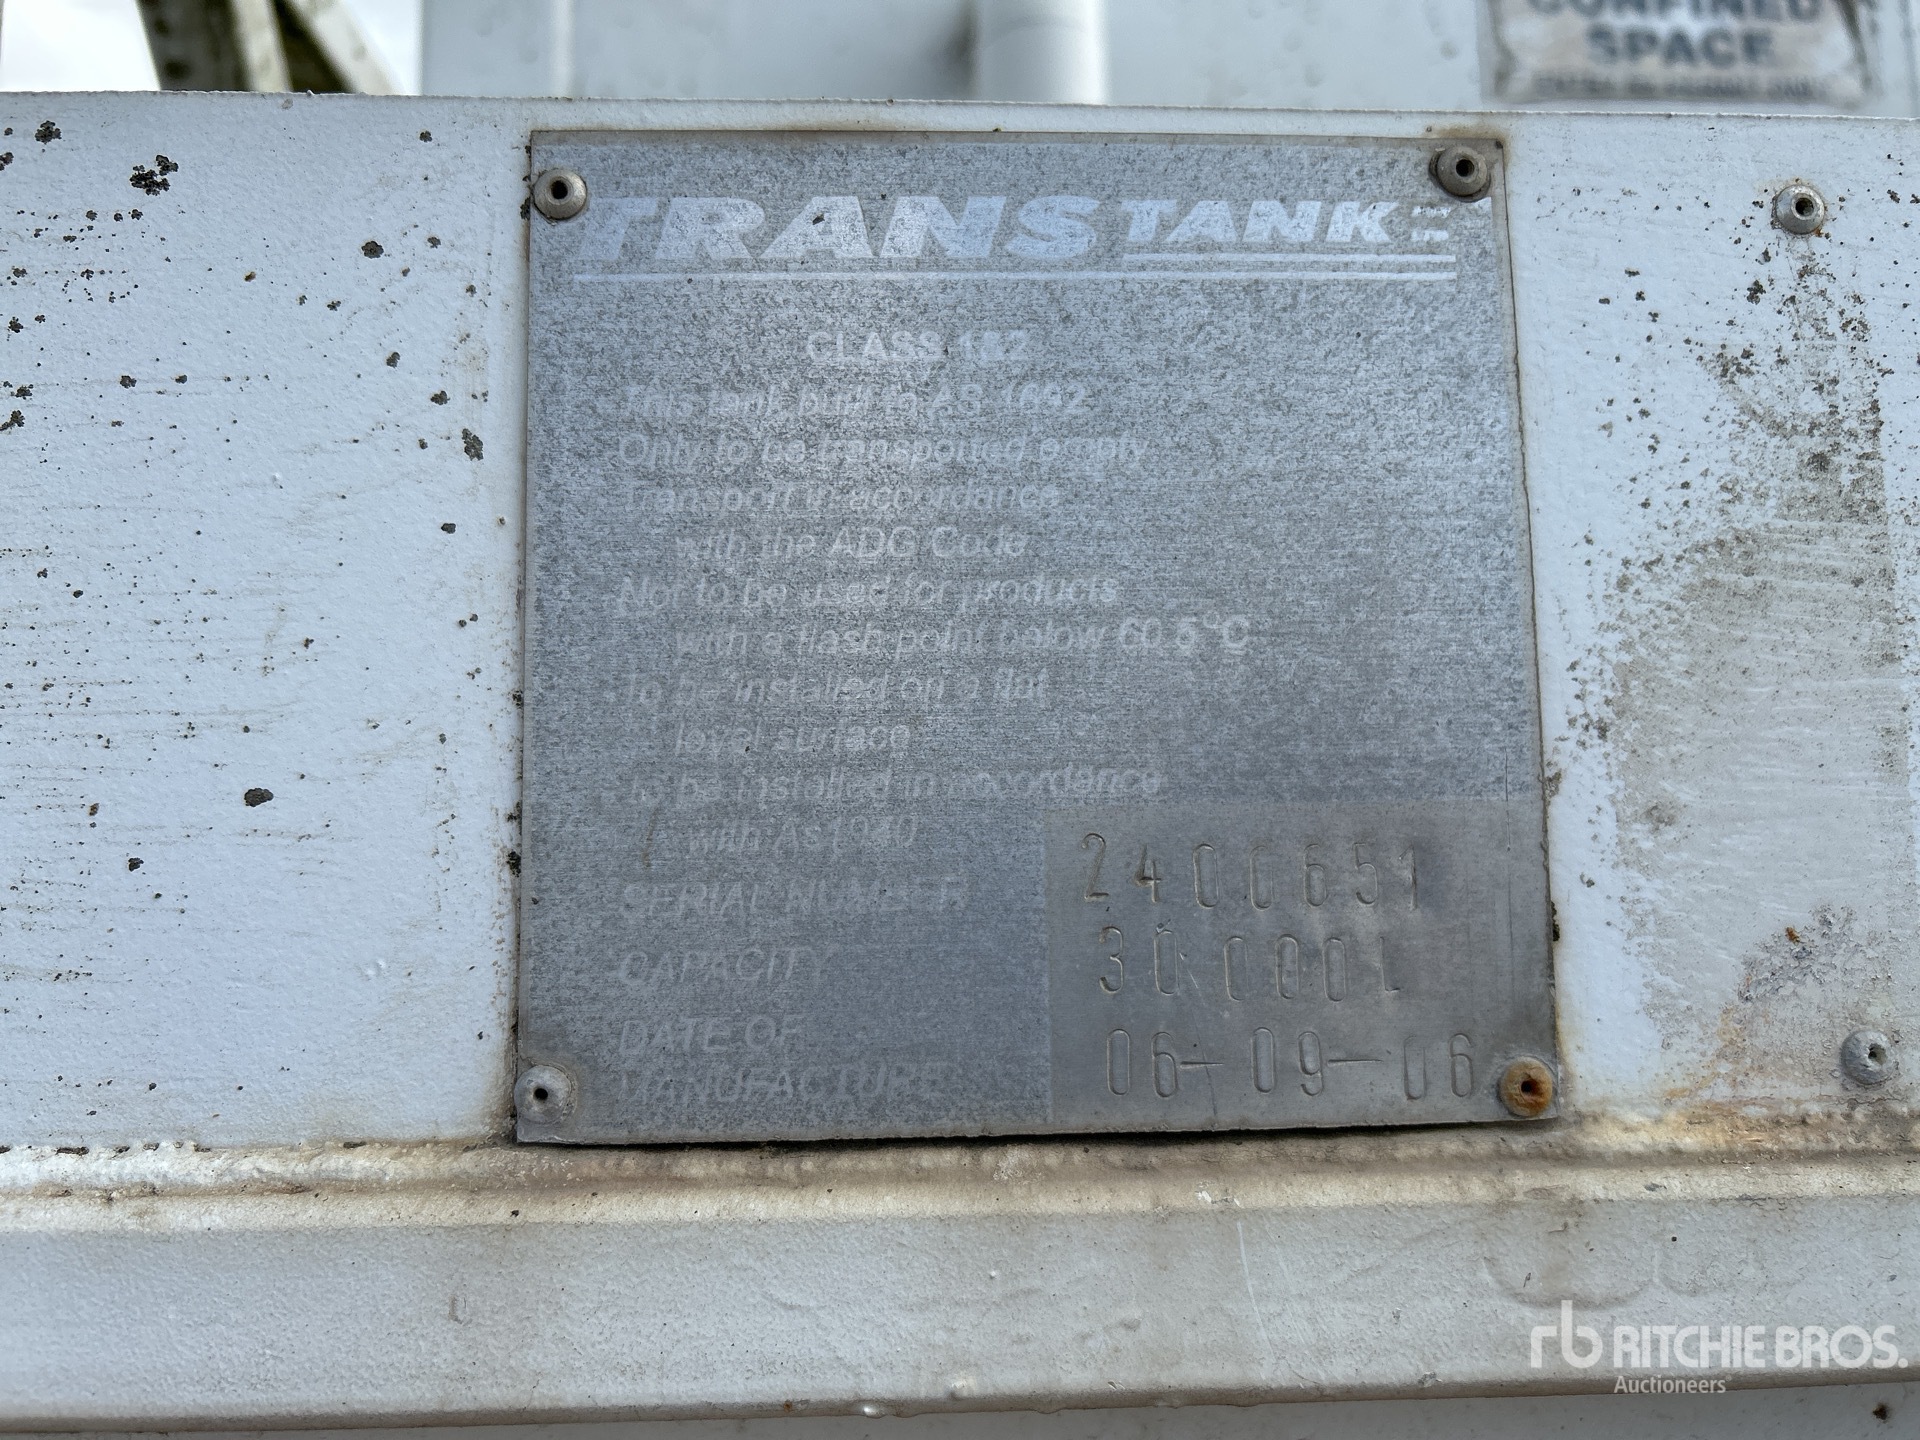 CONFINED
SPACE
TRANSTANK
CLASS 1&2
This tank built to AS 1692
Only to be transported empty
Transport in accordance
with the ADG Code
Not to be used for products
with a flash point below 60.5°C
To be installed on a flat
level surface
To be installed in accordance
with As 1940
SERIAL NUMBER 2400651
CAPACITY 30,000L
DATE OF
MANUFACTURE 06-09-06
rb RITCHIE BROS.
Auctioneers